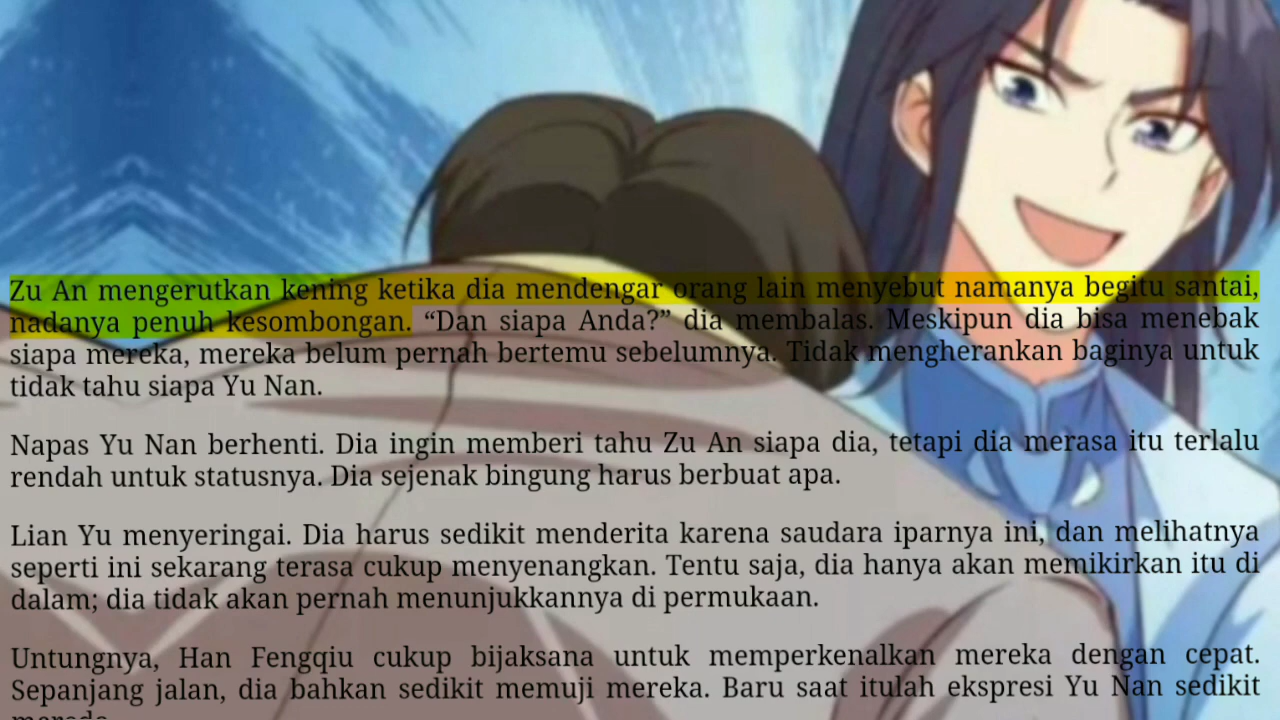 Zu An mengerutkan kening ketika dia mendengar orang lain menyebut namanya begitu santai,
nadanya penuh kesombongan. “Dan siapa Anda?” dia membalas. Meskipun dia bisa menebak
siapa mereka, mereka belum pernah bertemu sebelumnya. Tidak mengherankan baginya untuk
tidak tahu siapa Yu Nan.
Napas Yu Nan berhenti. Dia ingin memberi tahu Zu An siapa dia, tetapi dia merasa itu terlalu
rendah untuk statusnya. Dia sejenak bingung harus berbuat apa.
Lian Yu menyeringai. Dia harus sedikit menderita karena saudara iparnya ini, dan melihatnya
seperti ini sekarang terasa cukup menyenangkan. Tentu saja, dia hanya akan memikirkan itu di
dalam; dia tidak akan pernah menunjukkannya di permukaan.
Untungnya, Han Fengqiu cukup bijaksana untuk memperkenalkan mereka dengan cepat.
Sepanjang jalan, dia bahkan sedikit memuji mereka. Baru saat itulah ekspresi Yu Nan sedikit